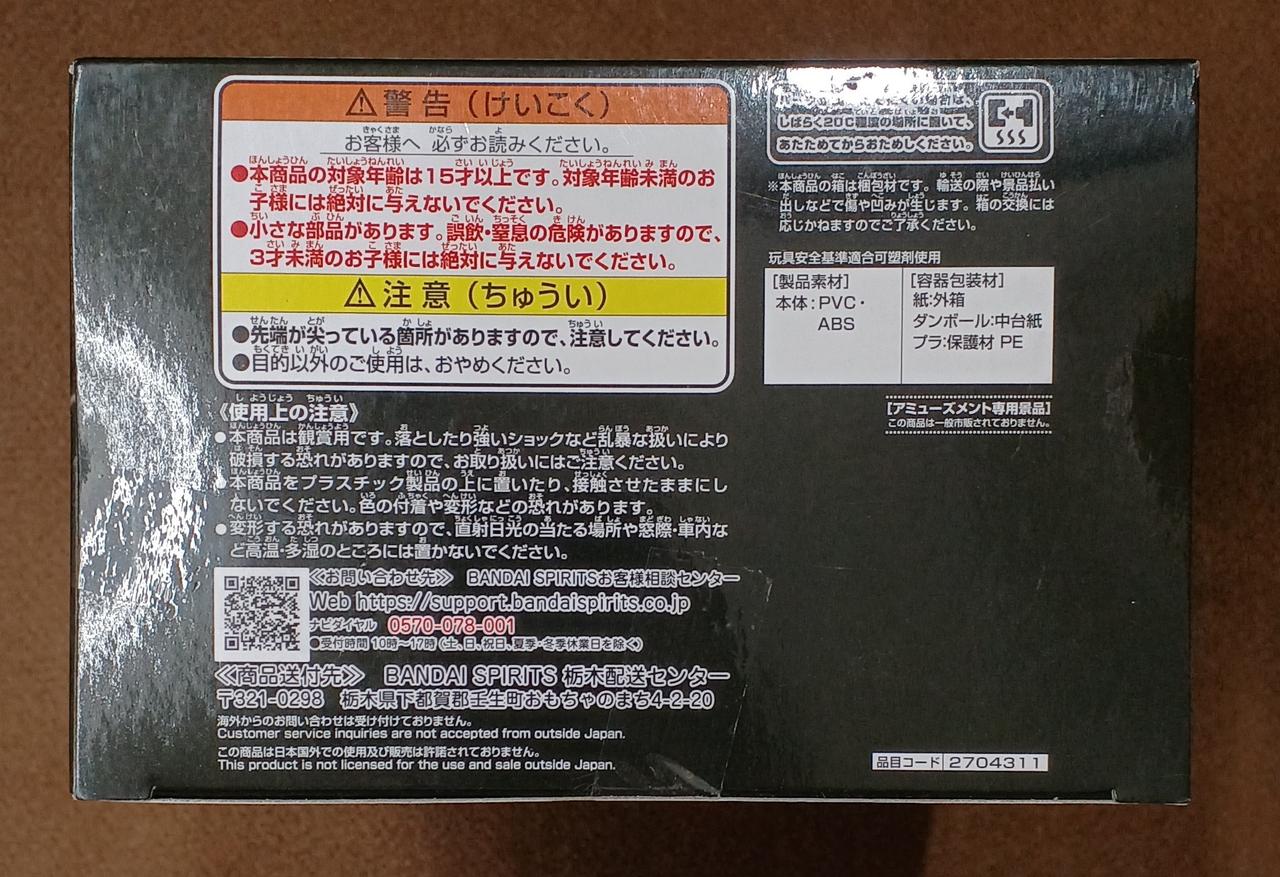 ⚠警告（けいこく）
お客様へ 必ずお読みください。
●本商品の対象年齢は15才以上です。対象年齢未満のお
子様には絶対に与えないでください。
●小さな部品があります。誤飲・窒息の危険がありますので、
3才未満のお子様には絶対に与えないでください。
⚠注意（ちゅうい）
●先端が尖っている箇所がありますので、注意してください。
●目的以外のご使用は、おやめください。
《使用上の注意》
●本商品は観賞用です。落としたり強いショックなど乱暴な扱いにより
破損する恐れがありますので、お取り扱いにはご注意ください。
●本商品をプラスチック製品の上に置いたり、接触させたままにし
ないでください。色の付着や変形などの恐れがあります。
●変形する恐れがありますので、直射日光の当たる場所や窓際・車内な
ど高温・多湿のところには置かないでください。
《お問い合わせ先》 BANDAI SPIRITSお客様相談センター
Web https://support.bandaispirits.co.jp
ナビダイヤル 0570-078-001
●受付時間 10時〜17時（土、日、祝日、夏季・冬季休業日を除く）
《商品送付先》 BANDAI SPIRITS 栃木配送センター
〒321-0298 栃木県下都賀郡壬生町おもちゃのまち4-2-20
海外からのお問い合わせは受け付けておりません。
Customer service inquiries are not accepted from outside Japan.
この商品は日本国外での使用及び販売は許諾されておりません。
This product is not licensed for the use and sale outside Japan.
場合は、
しばらく20℃程度の場所に置いて、
あたためてからおためしください。
※本商品の箱は梱包材です。輸送の際や景品払い
出しなどで傷や凹みが生じます。箱の交換には
応じかねますのでご了承ください。
玩具安全基準適合可塑剤使用
［製品素材］
本体：PVC・
ABS
［容器包装材］
紙：外箱
ダンボール：中台紙
プラ：保護材 PE
［アミューズメント専用景品］
この商品は一般市販されておりません。
品目コード 2704311